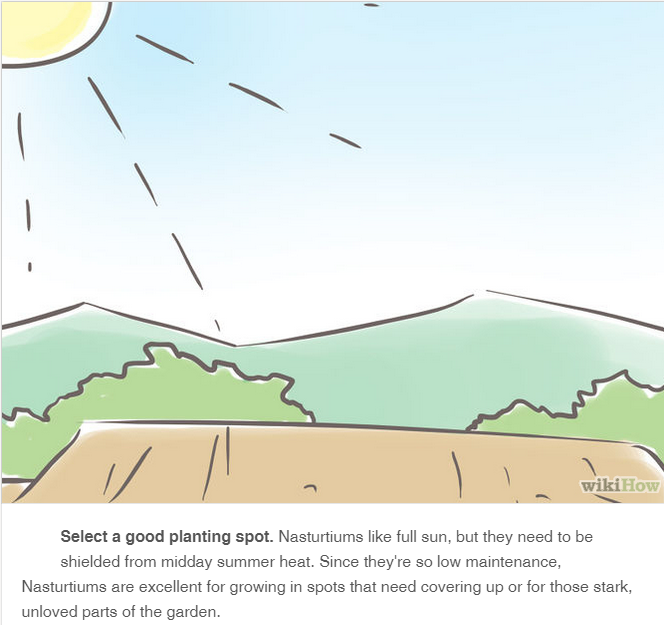 wikiHow
Select a good planting spot. Nasturtiums like full sun, but they need to be
shielded from midday summer heat. Since they're so low maintenance,
Nasturtiums are excellent for growing in spots that need covering up or for those stark,
unloved parts of the garden.